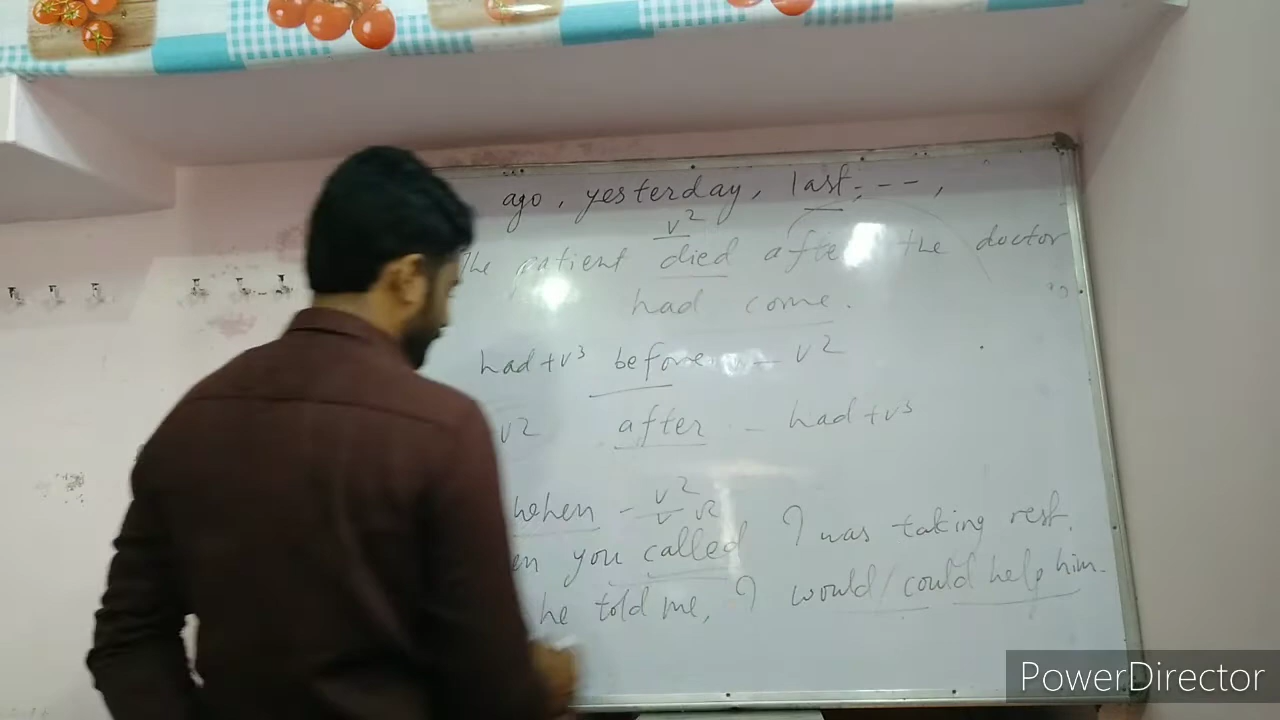 ago, yesterday, last, - - -,
v2
The patient died after the doctor
had come.
had + v3 before - v2
v2 after - had + v3
when - v2
v v2
en you called I was taking rest.
he told me, I would / could help him.
PowerDirector